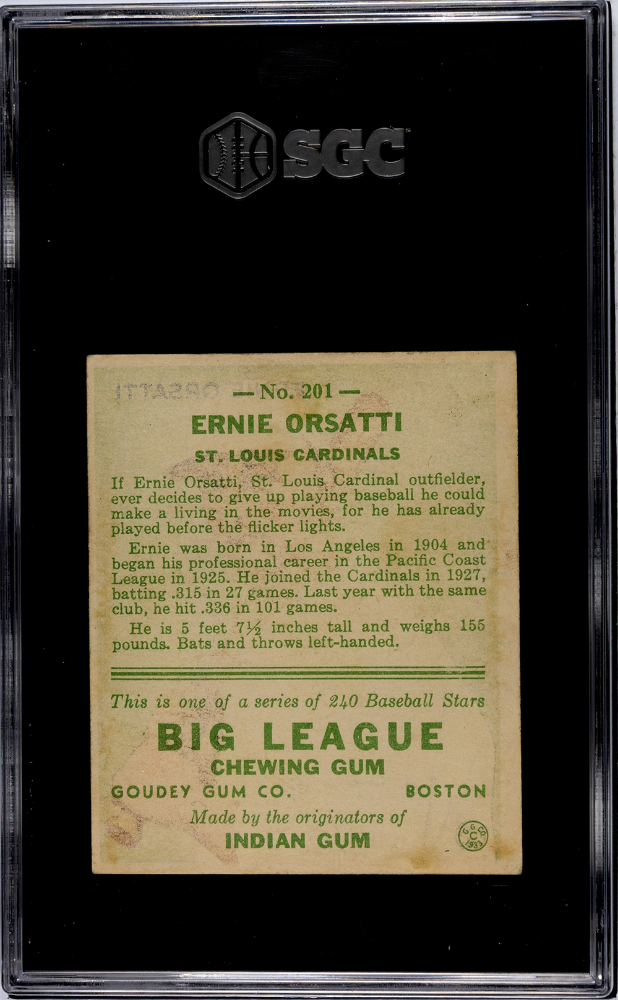 SGC
— No. 201 —
ERNIE ORSATTI
ST. LOUIS CARDINALS
If Ernie Orsatti, St. Louis Cardinal outfielder,
ever decides to give up playing baseball he could
make a living in the movies, for he has already
played before the flicker lights.
Ernie was born in Los Angeles in 1904 and
began his professional career in the Pacific Coast
League in 1925. He joined the Cardinals in 1927,
batting .315 in 27 games. Last year with the same
club, he hit .336 in 101 games.
He is 5 feet 7½ inches tall and weighs 155
pounds. Bats and throws left-handed.
This is one of a series of 240 Baseball Stars
BIG LEAGUE
CHEWING GUM
GOUDEY GUM CO. BOSTON
Made by the originators of
INDIAN GUM
G. G. CO.
C
1933